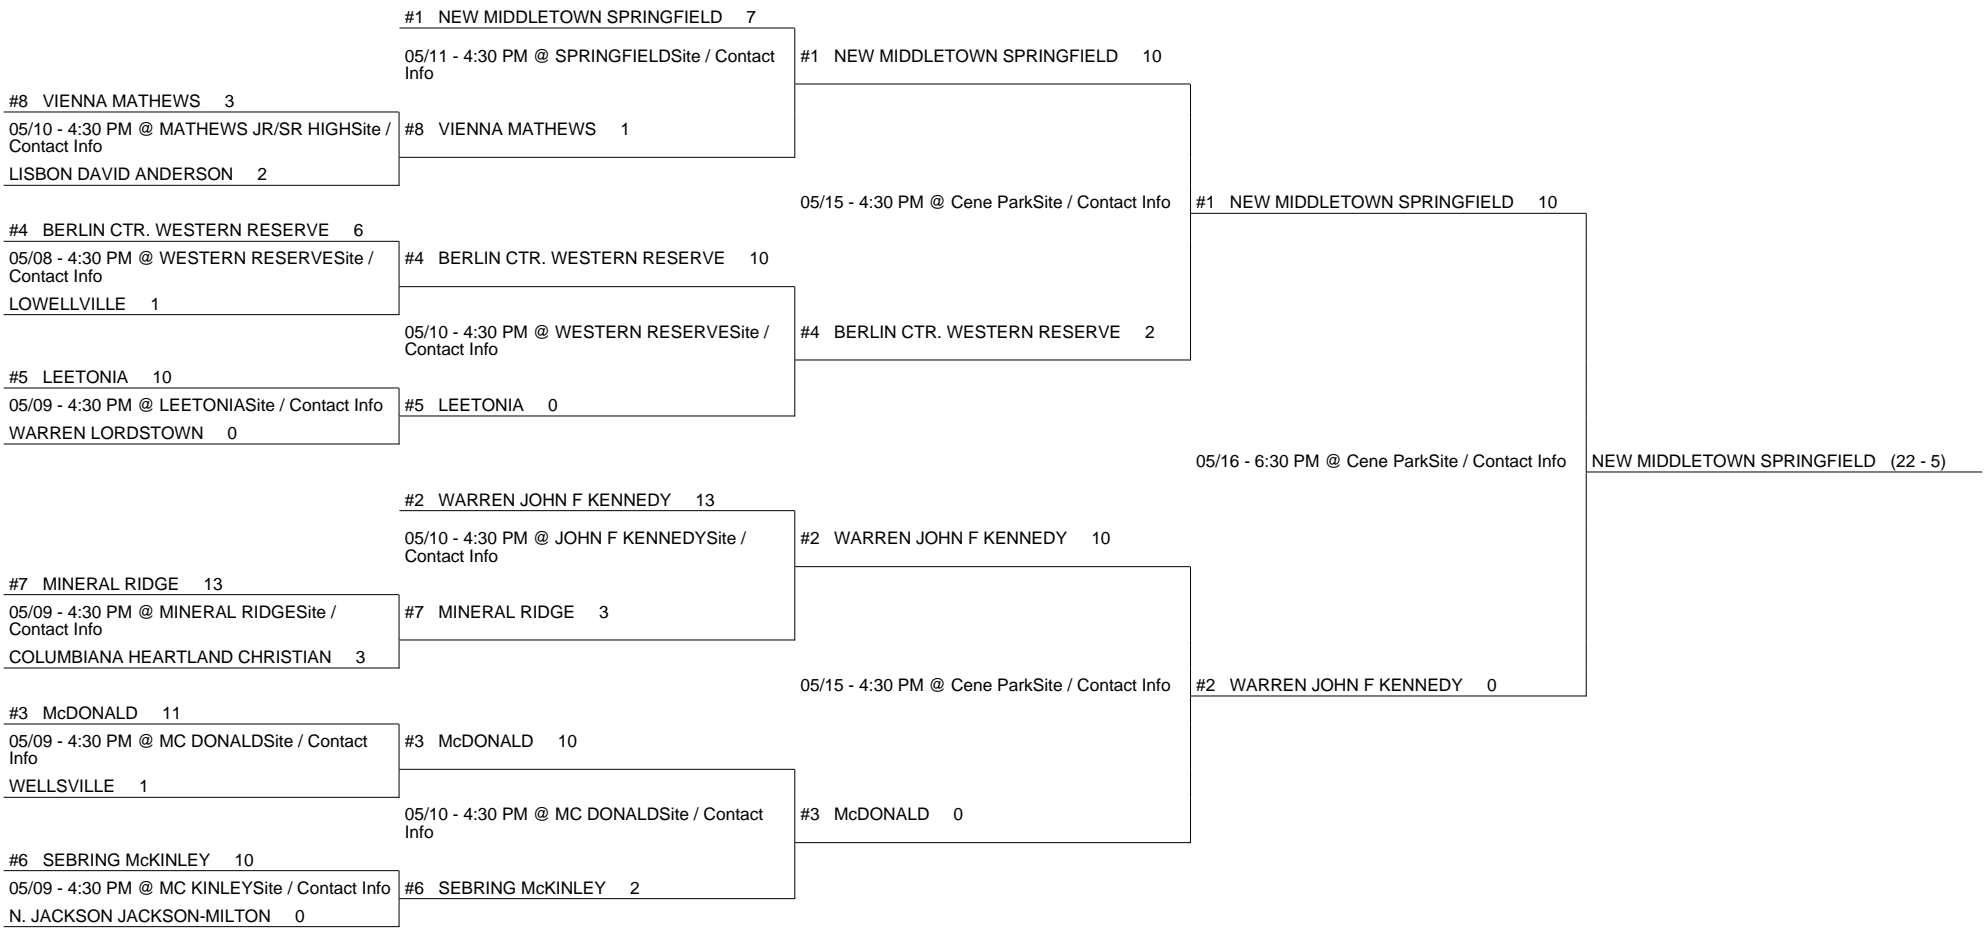 #1 NEW MIDDLETOWN SPRINGFIELD 7
05/11 - 4:30 PM @ SPRINGFIELDSite / Contact
Info
#1 NEW MIDDLETOWN SPRINGFIELD 10
#8 VIENNA MATHEWS 3
05/10 - 4:30 PM @ MATHEWS JR/SR HIGHSite /
Contact Info
#8 VIENNA MATHEWS 1
LISBON DAVID ANDERSON 2
05/15 - 4:30 PM @ Cene ParkSite / Contact Info
#1 NEW MIDDLETOWN SPRINGFIELD 10
#4 BERLIN CTR. WESTERN RESERVE 6
05/08 - 4:30 PM @ WESTERN RESERVESite /
Contact Info
#4 BERLIN CTR. WESTERN RESERVE 10
LOWELLVILLE 1
05/10 - 4:30 PM @ WESTERN RESERVESite /
Contact Info
#4 BERLIN CTR. WESTERN RESERVE 2
#5 LEETONIA 10
05/09 - 4:30 PM @ LEETONIASite / Contact Info
#5 LEETONIA 0
WARREN LORDSTOWN 0
05/16 - 6:30 PM @ Cene ParkSite / Contact Info
NEW MIDDLETOWN SPRINGFIELD (22 - 5)
#2 WARREN JOHN F KENNEDY 13
05/10 - 4:30 PM @ JOHN F KENNEDYSite /
Contact Info
#2 WARREN JOHN F KENNEDY 10
#7 MINERAL RIDGE 13
05/09 - 4:30 PM @ MINERAL RIDGESite /
Contact Info
#7 MINERAL RIDGE 3
COLUMBIANA HEARTLAND CHRISTIAN 3
05/15 - 4:30 PM @ Cene ParkSite / Contact Info
#2 WARREN JOHN F KENNEDY 0
#3 McDONALD 11
05/09 - 4:30 PM @ MC DONALDSite / Contact
Info
#3 McDONALD 10
WELLSVILLE 1
05/10 - 4:30 PM @ MC DONALDSite / Contact
Info
#3 McDONALD 0
#6 SEBRING McKINLEY 10
05/09 - 4:30 PM @ MC KINLEYSite / Contact Info
#6 SEBRING McKINLEY 2
N. JACKSON JACKSON-MILTON 0